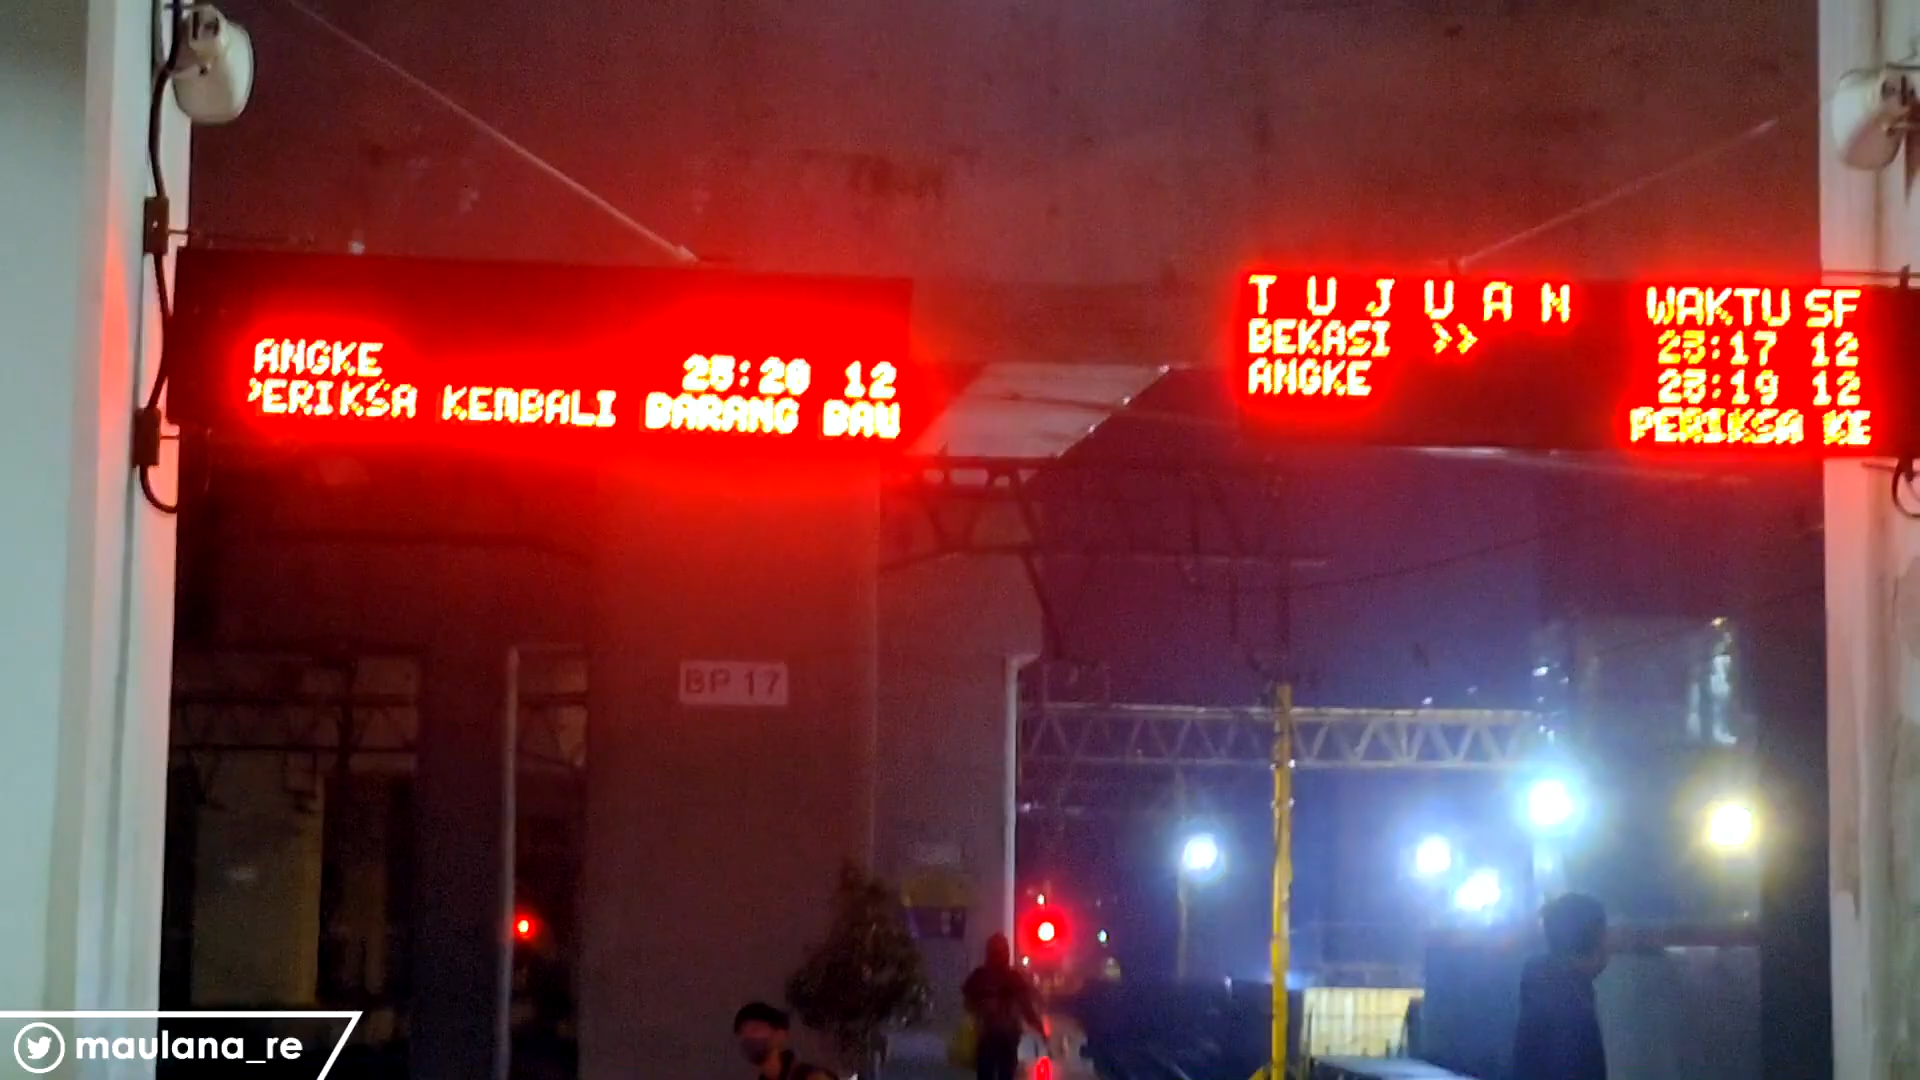 ANGKE 23:20 12
PERIKSA KEMBALI BARANG BAW
T U J U A N WAKTU SF
BEKASI >> 23:17 12
ANGKE 23:19 12
PERIKSA KE
BP 17
maulana_re